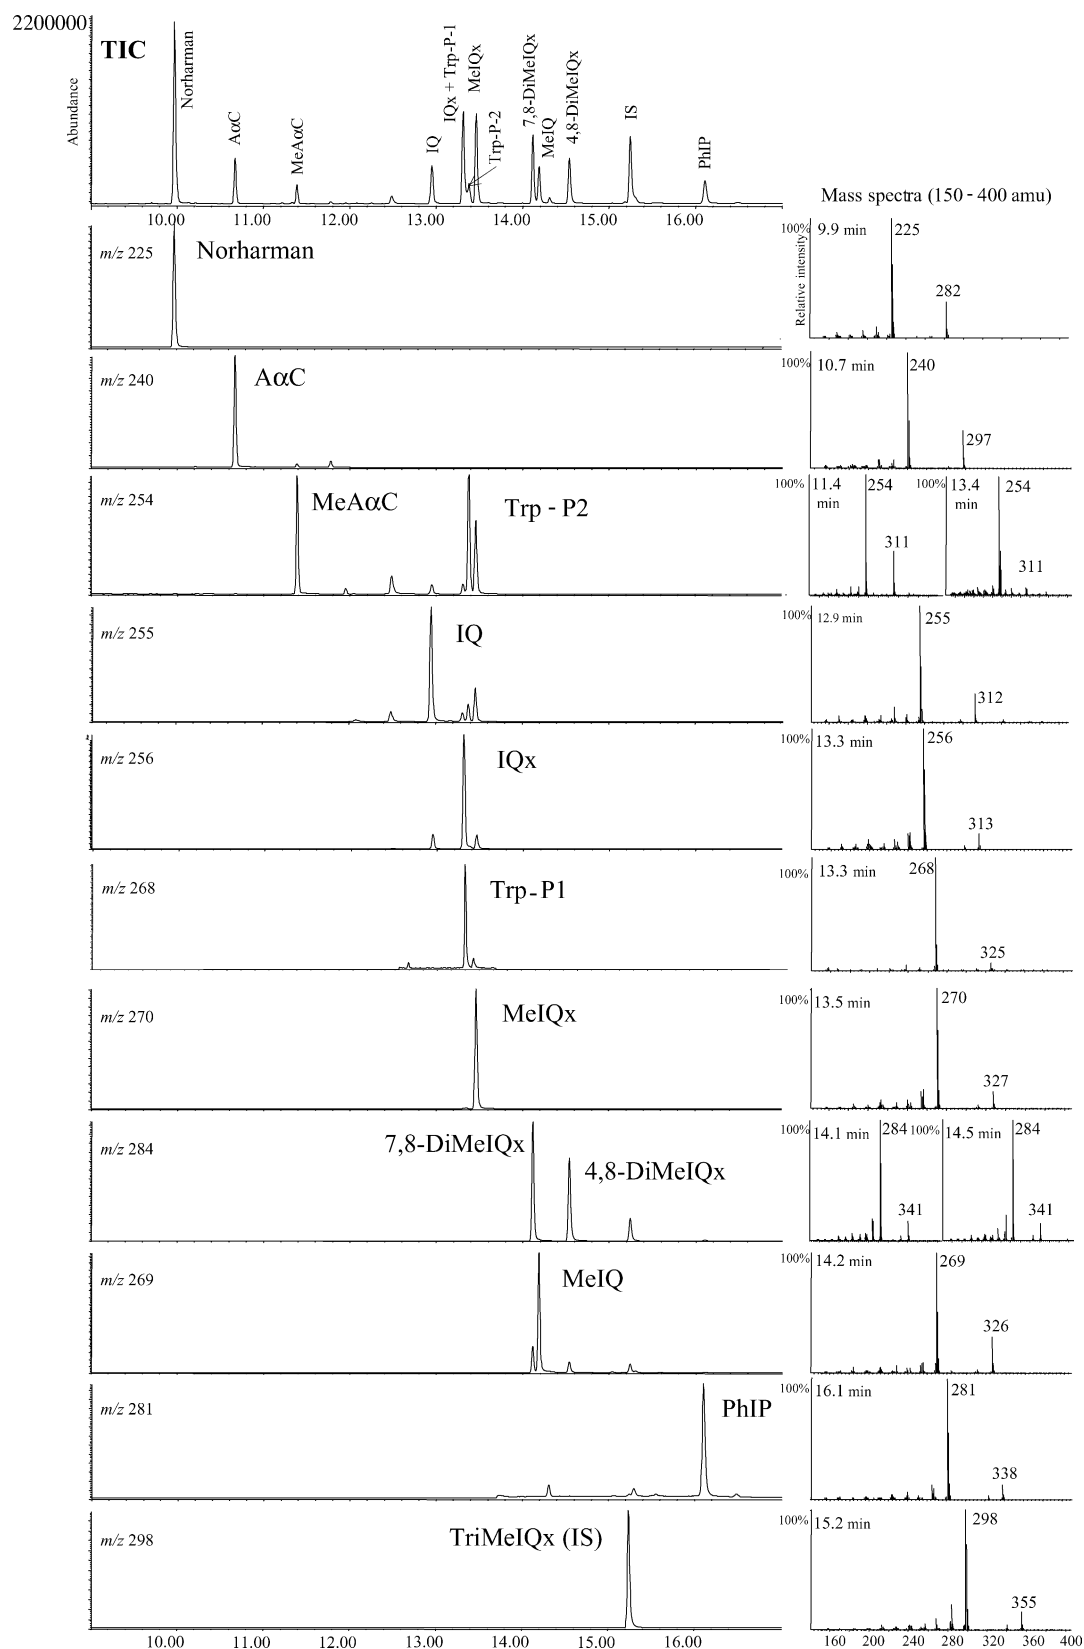 2200000
Abundance
TIC
Norharman
AαC
MeAαC
IQ
IQx + Trp-P-1
MeIQx
Trp-P-2
7,8-DiMeIQx
MeIQ
4,8-DiMeIQx
IS
PhIP
10.00 11.00 12.00 13.00 14.00 15.00 16.00
Mass spectra (150 - 400 amu)
m/z 225 Norharman
Relative intensity
100% 9.9 min 225
282
m/z 240 AαC
100% 10.7 min 240
297
m/z 254 MeAαC Trp - P2
100% 11.4 min 254
311
100% 13.4 min 254
311
m/z 255 IQ
100% 12.9 min 255
312
m/z 256 IQx
100% 13.3 min 256
313
m/z 268 Trp-P1
100% 13.3 min 268
325
m/z 270 MeIQx
100% 13.5 min 270
327
m/z 284 7,8-DiMeIQx 4,8-DiMeIQx
100% 14.1 min 284
341
100% 14.5 min 284
341
m/z 269 MeIQ
100% 14.2 min 269
326
m/z 281 PhIP
100% 16.1 min 281
338
m/z 298 TriMeIQx (IS)
100% 15.2 min 298
355
10.00 11.00 12.00 13.00 14.00 15.00 16.00
160 200 240 280 320 360 400